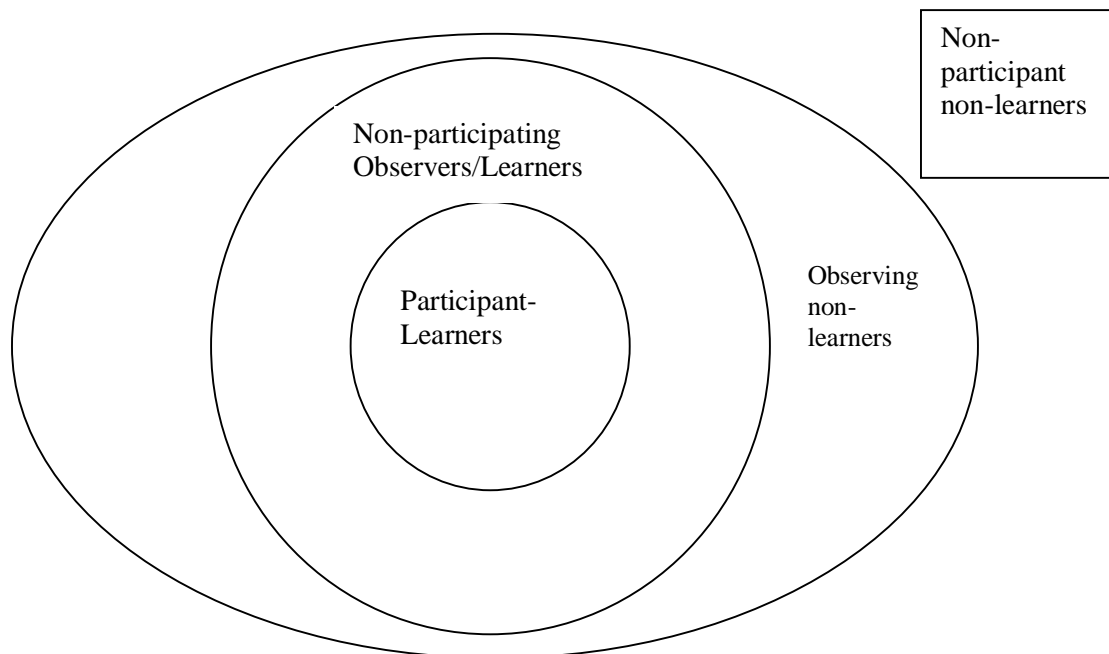 Non-
participant
non-learners
Non-participating
Observers/Learners
Observing
non-
learners
Participant-
Learners